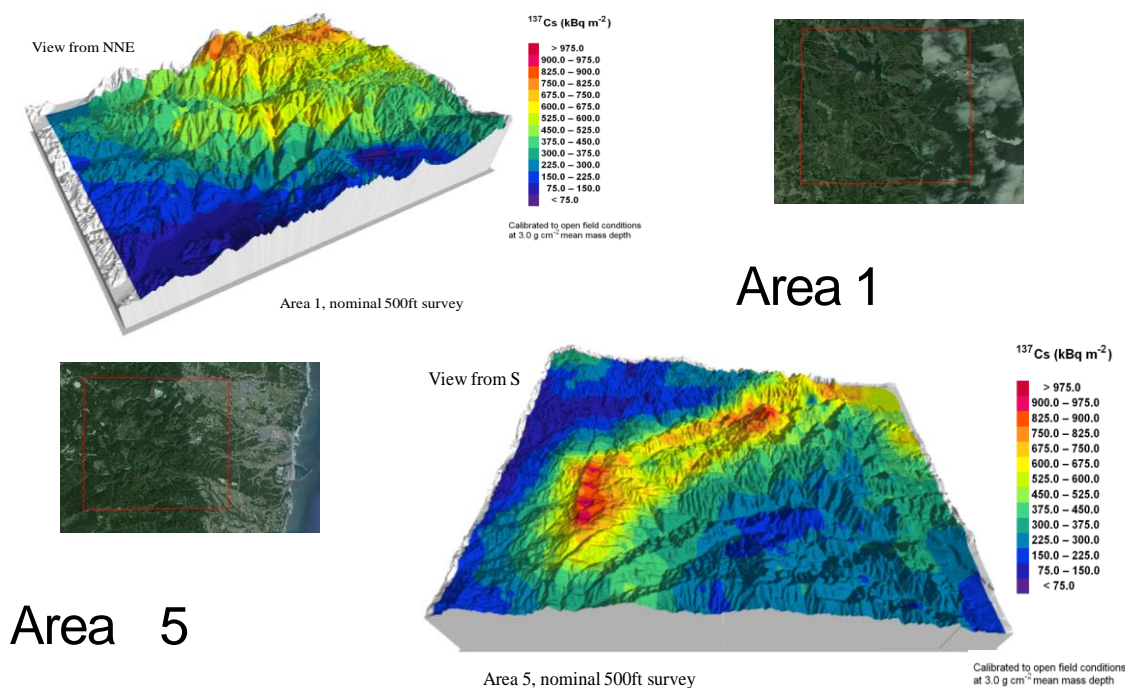 View from NNE
¹³⁷Cs (kBq m⁻²)
> 975.0
900.0 – 975.0
825.0 – 900.0
750.0 – 825.0
675.0 – 750.0
600.0 – 675.0
525.0 – 600.0
450.0 – 525.0
375.0 – 450.0
300.0 – 375.0
225.0 – 300.0
150.0 – 225.0
75.0 – 150.0
< 75.0
Calibrated to open field conditions
at 3.0 g cm⁻² mean mass depth
Area 1, nominal 500ft survey
Area 1
View from S
¹³⁷Cs (kBq m⁻²)
> 975.0
900.0 – 975.0
825.0 – 900.0
750.0 – 825.0
675.0 – 750.0
600.0 – 675.0
525.0 – 600.0
450.0 – 525.0
375.0 – 450.0
300.0 – 375.0
225.0 – 300.0
150.0 – 225.0
75.0 – 150.0
< 75.0
Area 5
Calibrated to open field conditions
at 3.0 g cm⁻² mean mass depth
Area 5, nominal 500ft survey